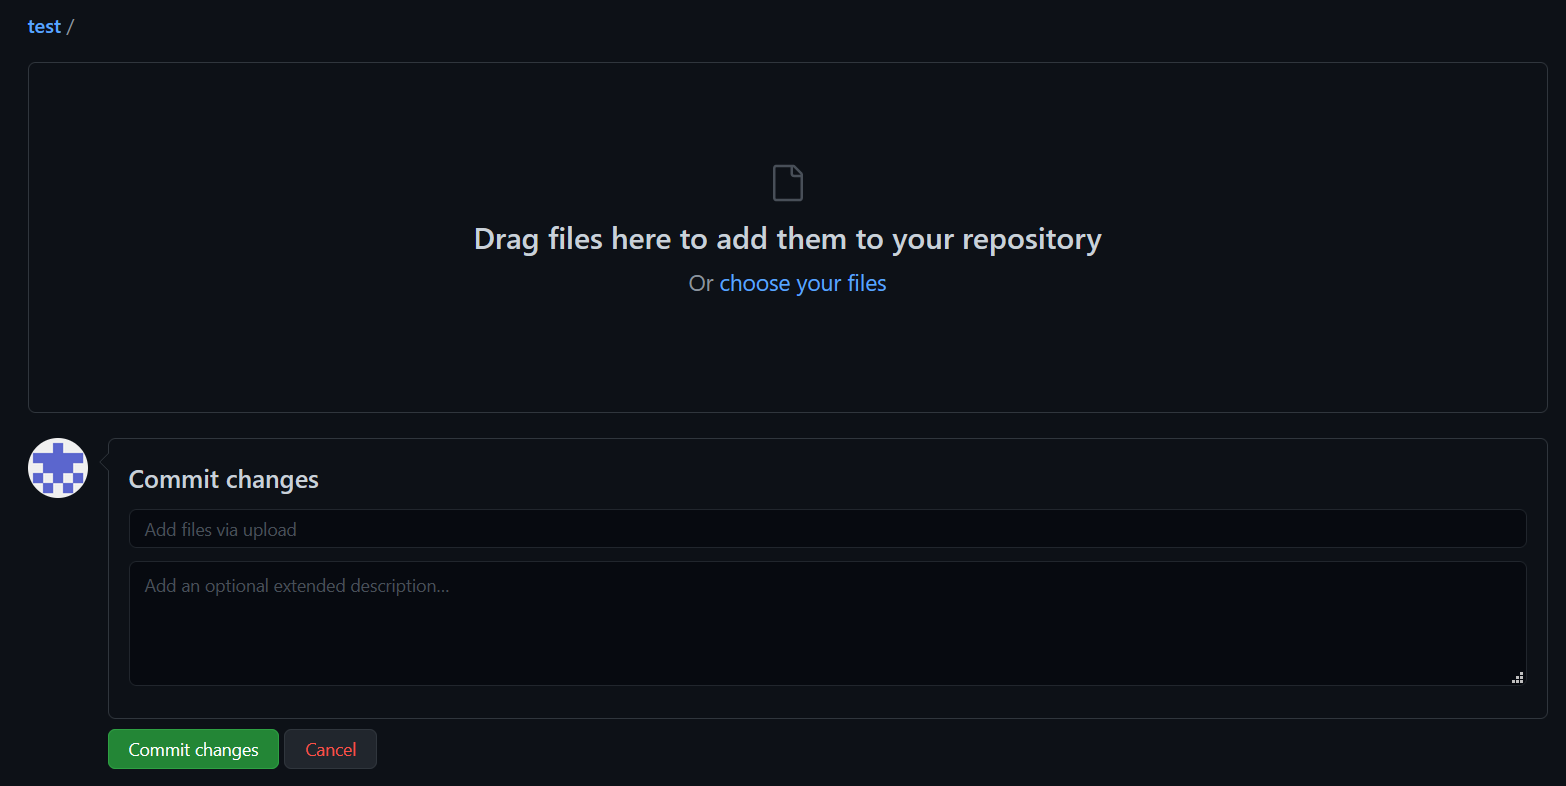 test /
Drag files here to add them to your repository
Or choose your files
Commit changes
Add files via upload
Add an optional extended description...
Commit changes
Cancel